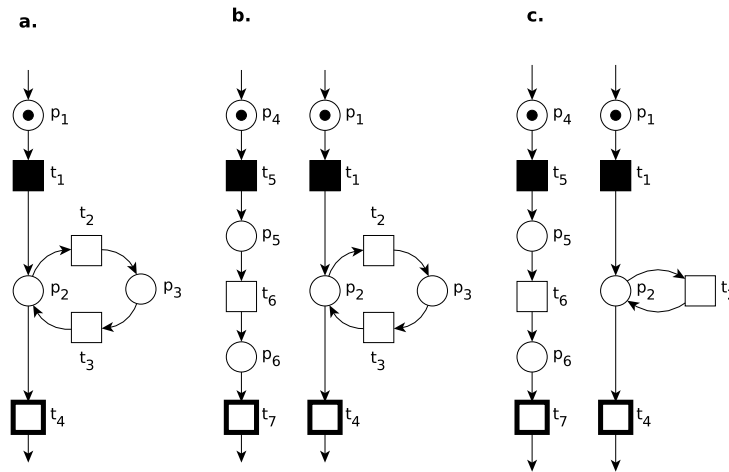 a.
p₁
t₁
t₂
p₂
p₃
t₃
t₄
b.
p₄
t₅
p₅
t₆
p₆
t₇
p₁
t₁
t₂
p₂
p₃
t₃
t₄
c.
p₄
t₅
p₅
t₆
p₆
t₇
p₁
t₁
p₂
t₄